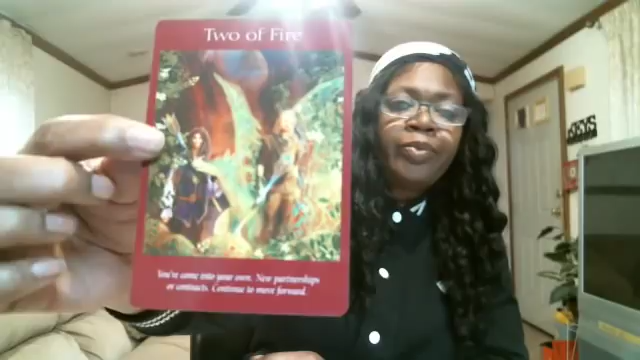 Two of Fire
You've come into your own. New partnerships
or contracts. Continue to move forward.